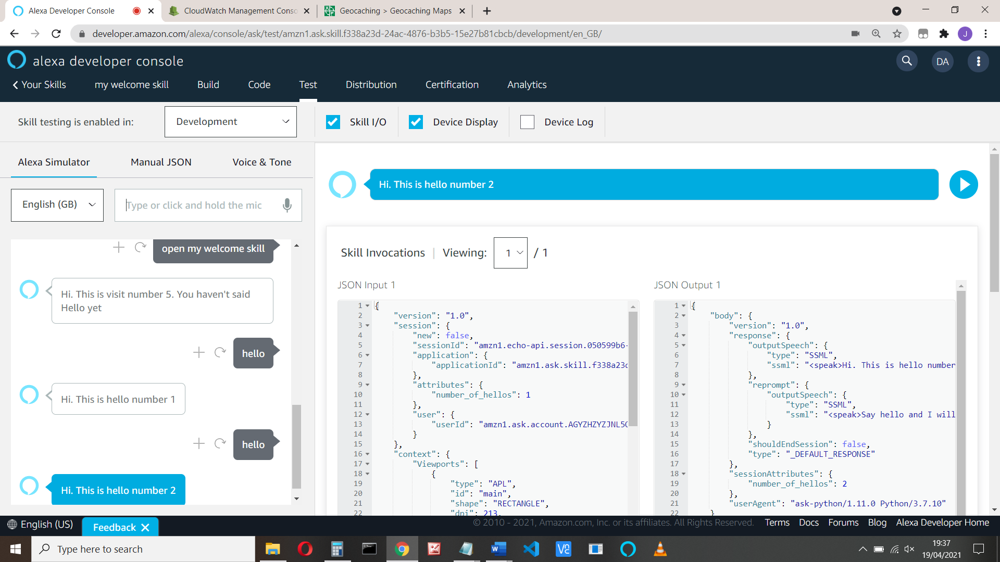 Alexa Developer Console
CloudWatch Management Conso
Geocaching > Geocaching Maps
developer.amazon.com/alexa/console/ask/test/amzn1.ask.skill.f338a23d-24ac-4876-b3b5-15e27b81cbcb/development/en_GB/
J
alexa developer console
DA
Your Skills
my welcome skill
Build
Code
Test
Distribution
Certification
Analytics
Skill testing is enabled in:
Development
Skill I/O
Device Display
Device Log
Alexa Simulator
Manual JSON
Voice & Tone
English (GB)
Type or click and hold the mic
open my welcome skill
Hi. This is visit number 5. You haven't said
Hello yet
hello
Hi. This is hello number 1
hello
Hi. This is hello number 2
Hi. This is hello number 2
Skill Invocations | Viewing: 1 / 1
JSON Input 1
1 {
2 "version": "1.0",
3 "session": {
4 "new": false,
5 "sessionId": "amzn1.echo-api.session.050599b6-
6 "application": {
7 "applicationId": "amzn1.ask.skill.f338a23d
8 },
9 "attributes": {
10 "number_of_hellos": 1
11 },
12 "user": {
13 "userId": "amzn1.ask.account.AGYZHZYZJNL5O
14 }
15 },
16 "context": {
17 "Viewports": [
18 {
19 "type": "APL",
20 "id": "main",
21 "shape": "RECTANGLE",
22 "dpi": 213,
JSON Output 1
1 {
2 "body": {
3 "version": "1.0",
4 "response": {
5 "outputSpeech": {
6 "type": "SSML",
7 "ssml": "<speak>Hi. This is hello number
8 },
9 "reprompt": {
10 "outputSpeech": {
11 "type": "SSML",
12 "ssml": "<speak>Say hello and I will
13 }
14 },
15 "shouldEndSession": false,
16 "type": "_DEFAULT_RESPONSE"
17 },
18 "sessionAttributes": {
19 "number_of_hellos": 2
20 },
21 "userAgent": "ask-python/1.11.0 Python/3.7.10"
22 }
English (US)
Feedback
© 2010 - 2021, Amazon.com, Inc. or its affiliates. All Rights Reserved.
Terms
Docs
Forums
Blog
Alexa Developer Home
Type here to search
19:37
19/04/2021